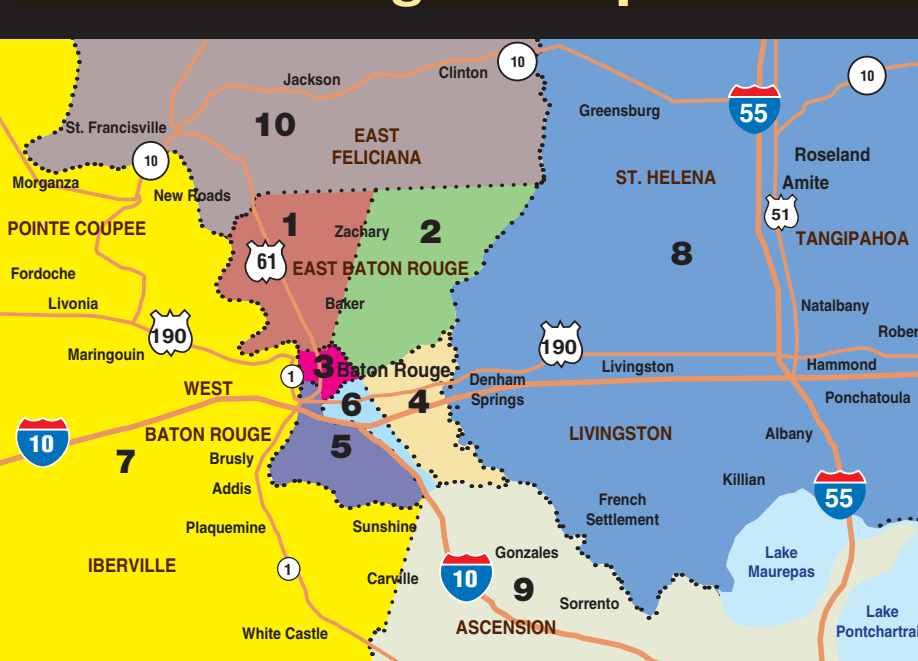 10
Jackson
Clinton
10
10
55
Greensburg
St. Francisville
EAST
FELICIANA
10
Roseland
Amite
Morganza
New Roads
ST. HELENA
51
POINTE COUPEE
1
Zachary
2
TANGIPAHOA
8
61
EAST BATON ROUGE
Fordoche
Livonia
Baker
Natalbany
190
190
Rober
Maringouin
1
3
Baton Rouge
Livingston
Hammond
WEST
Denham
Springs
6
4
Ponchatoula
10
BATON ROUGE
5
LIVINGSTON
Albany
7
Brusly
Addis
Killian
55
French
Settlement
Plaquemine
Sunshine
IBERVILLE
1
Gonzales
Lake
Maurepas
Carville
10
9
Sorrento
Lake
Pontchartrai
White Castle
ASCENSION